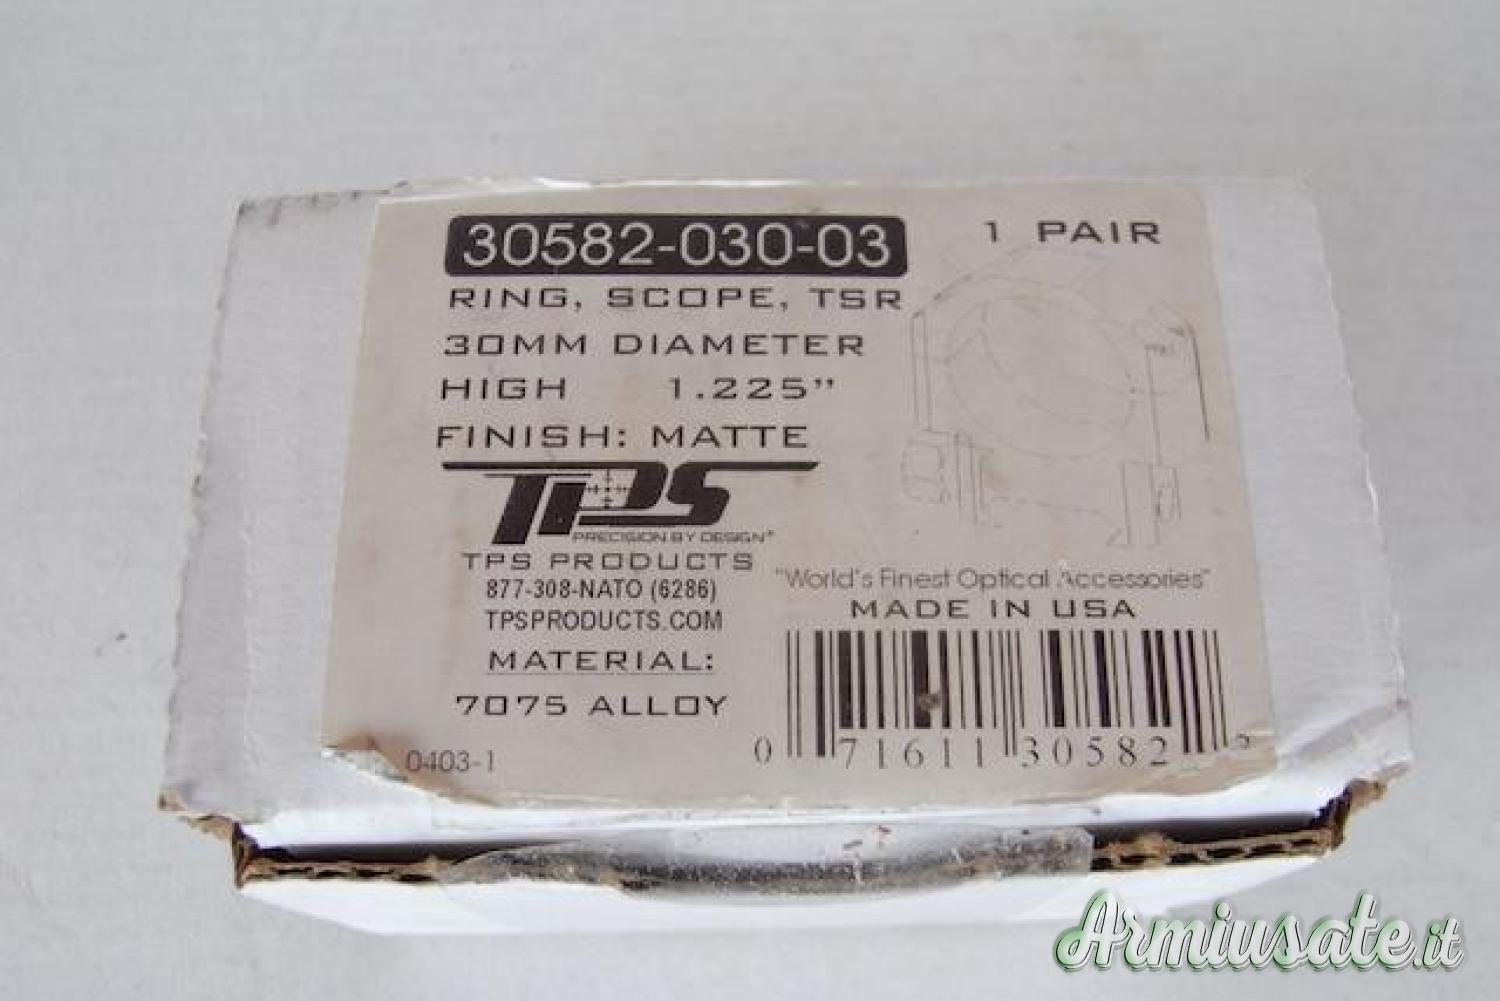 30582-030-03
1 PAIR
RING, SCOPE, TSR
30MM DIAMETER
HIGH 1.225"
FINISH: MATTE
TPS
PRECISION BY DESIGN®
TPS PRODUCTS
877-308-NATO (6286)
TPSPRODUCTS.COM
"World's Finest Optical Accessories"
MADE IN USA
MATERIAL:
7075 ALLOY
0403-1
0 71611 30582
Armiusate.it